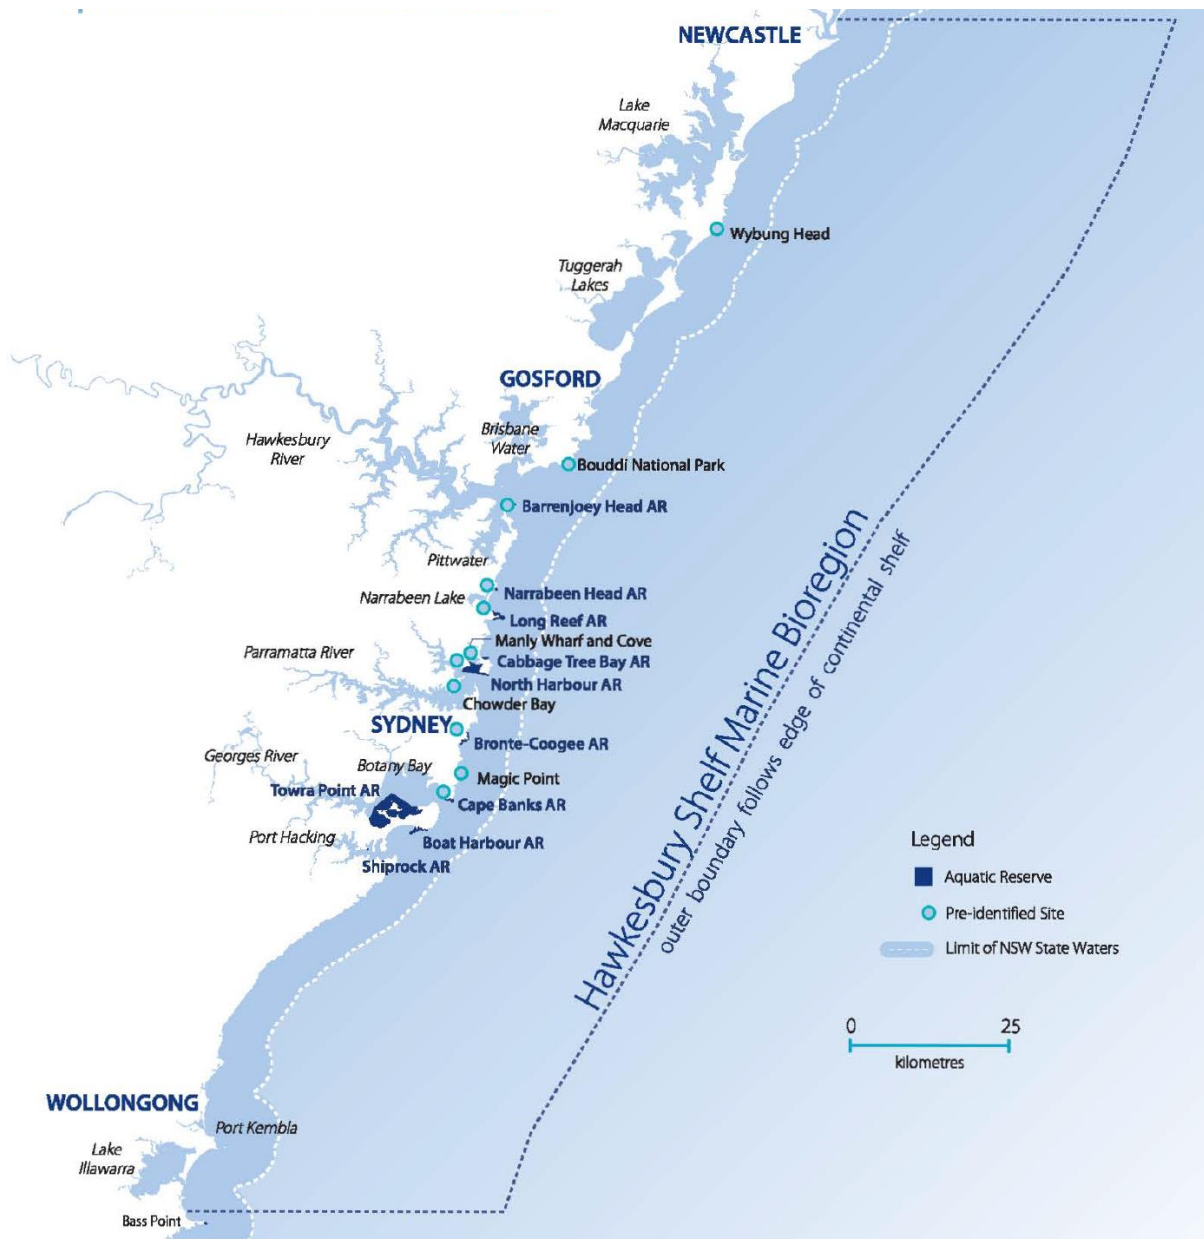 NEWCASTLE
Lake
Macquarie
Wybung Head
Tuggerah
Lakes
GOSFORD
Brisbane
Water
Hawkesbury
River
Bouddi National Park
Barrenjoey Head AR
Pittwater
Narrabeen Head AR
Narrabeen Lake
Long Reef AR
Manly Wharf and Cove
Parramatta River
Cabbage Tree Bay AR
North Harbour AR
Chowder Bay
SYDNEY
Bronte-Coogee AR
Georges River
Botany Bay
Magic Point
Towra Point AR
Cape Banks AR
Port Hacking
Boat Harbour AR
Shiprock AR
Hawkesbury Shelf Marine Bioregion
outer boundary follows edge of continental shelf
Legend
Aquatic Reserve
Pre-identified Site
Limit of NSW State Waters
0 25
kilometres
WOLLONGONG
Port Kembla
Lake
Illawarra
Bass Point